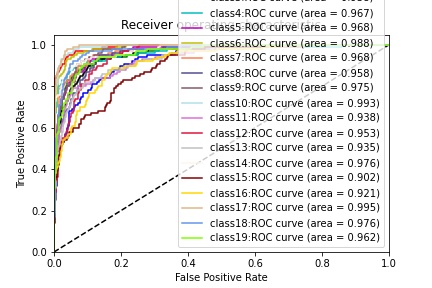 Receiver
class4:ROC curve (area = 0.967)
class5:ROC curve (area = 0.968)
class6:ROC curve (area = 0.988)
class7:ROC curve (area = 0.968)
class8:ROC curve (area = 0.958)
class9:ROC curve (area = 0.975)
class10:ROC curve (area = 0.993)
class11:ROC curve (area = 0.938)
class12:ROC curve (area = 0.953)
class13:ROC curve (area = 0.935)
class14:ROC curve (area = 0.976)
class15:ROC curve (area = 0.902)
class16:ROC curve (area = 0.921)
class17:ROC curve (area = 0.995)
class18:ROC curve (area = 0.976)
class19:ROC curve (area = 0.962)
True Positive Rate
1.0
0.8
0.6
0.4
0.2
0.0
0.0 0.2 0.4 0.6 0.8 1.0
False Positive Rate